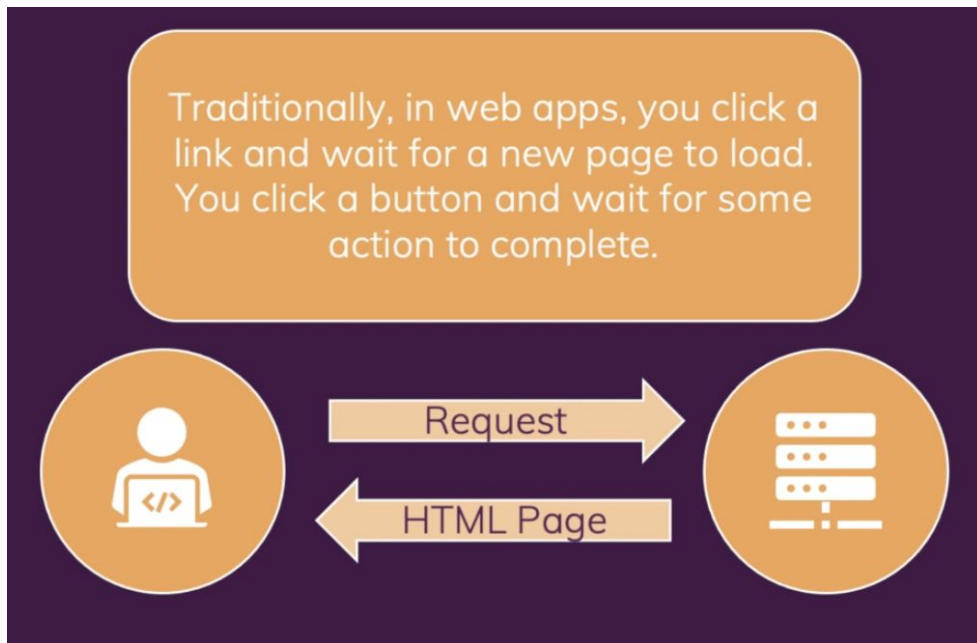 Traditionally, in web apps, you click a
link and wait for a new page to load.
You click a button and wait for some
action to complete.
Request
</>
HTML Page